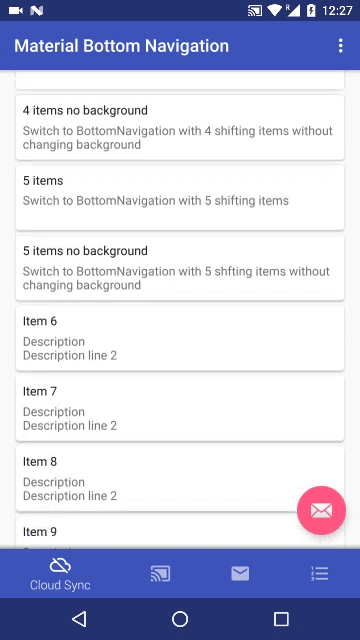 12:27
Material Bottom Navigation
4 items no background
Switch to BottomNavigation with 4 shifting items without
changing background
5 items
Switch to BottomNavigation with 5 shifting items
5 items no background
Switch to BottomNavigation with 5 shfting items without
changing background
Item 6
Description
Description line 2
Item 7
Description
Description line 2
Item 8
Description
Description line 2
Item 9
Cloud Sync